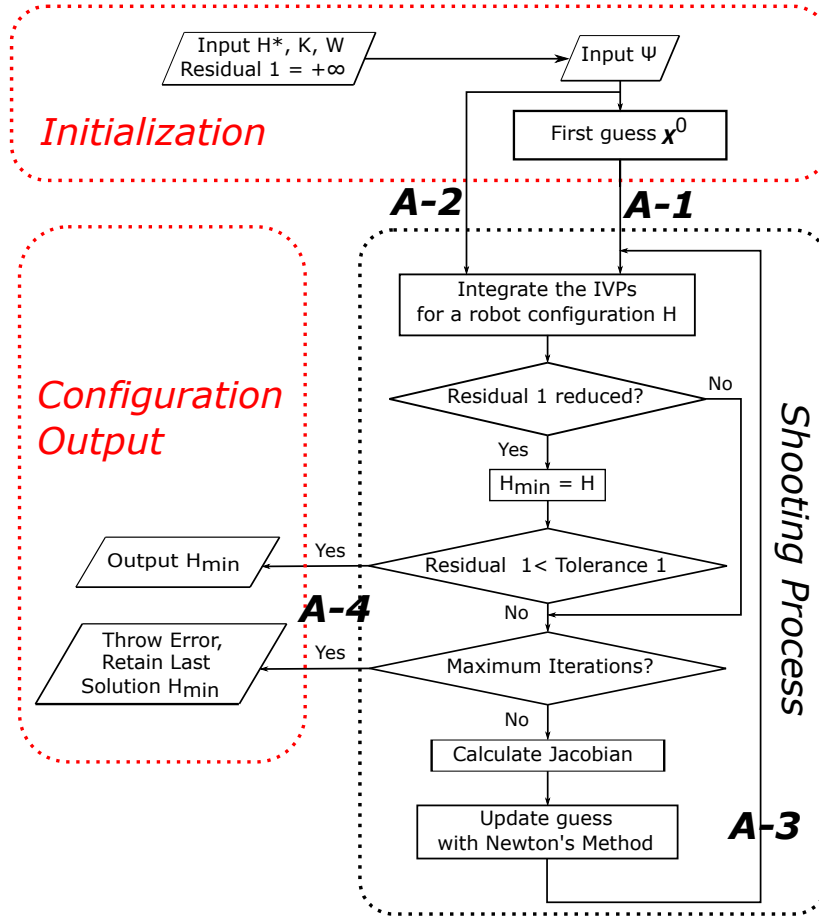 Input H*, K, W
Residual 1 = +∞
Input Ψ
Initialization
First guess x⁰
A-2
A-1
Integrate the IVPs
for a robot configuration H
Configuration
Output
Residual 1 reduced?
No
Yes
Hmin = H
Shooting Process
Output Hmin
Yes
Residual 1< Tolerance 1
No
A-4
Throw Error,
Retain Last
Solution Hmin
Yes
Maximum Iterations?
No
Calculate Jacobian
Update guess
with Newton's Method
A-3